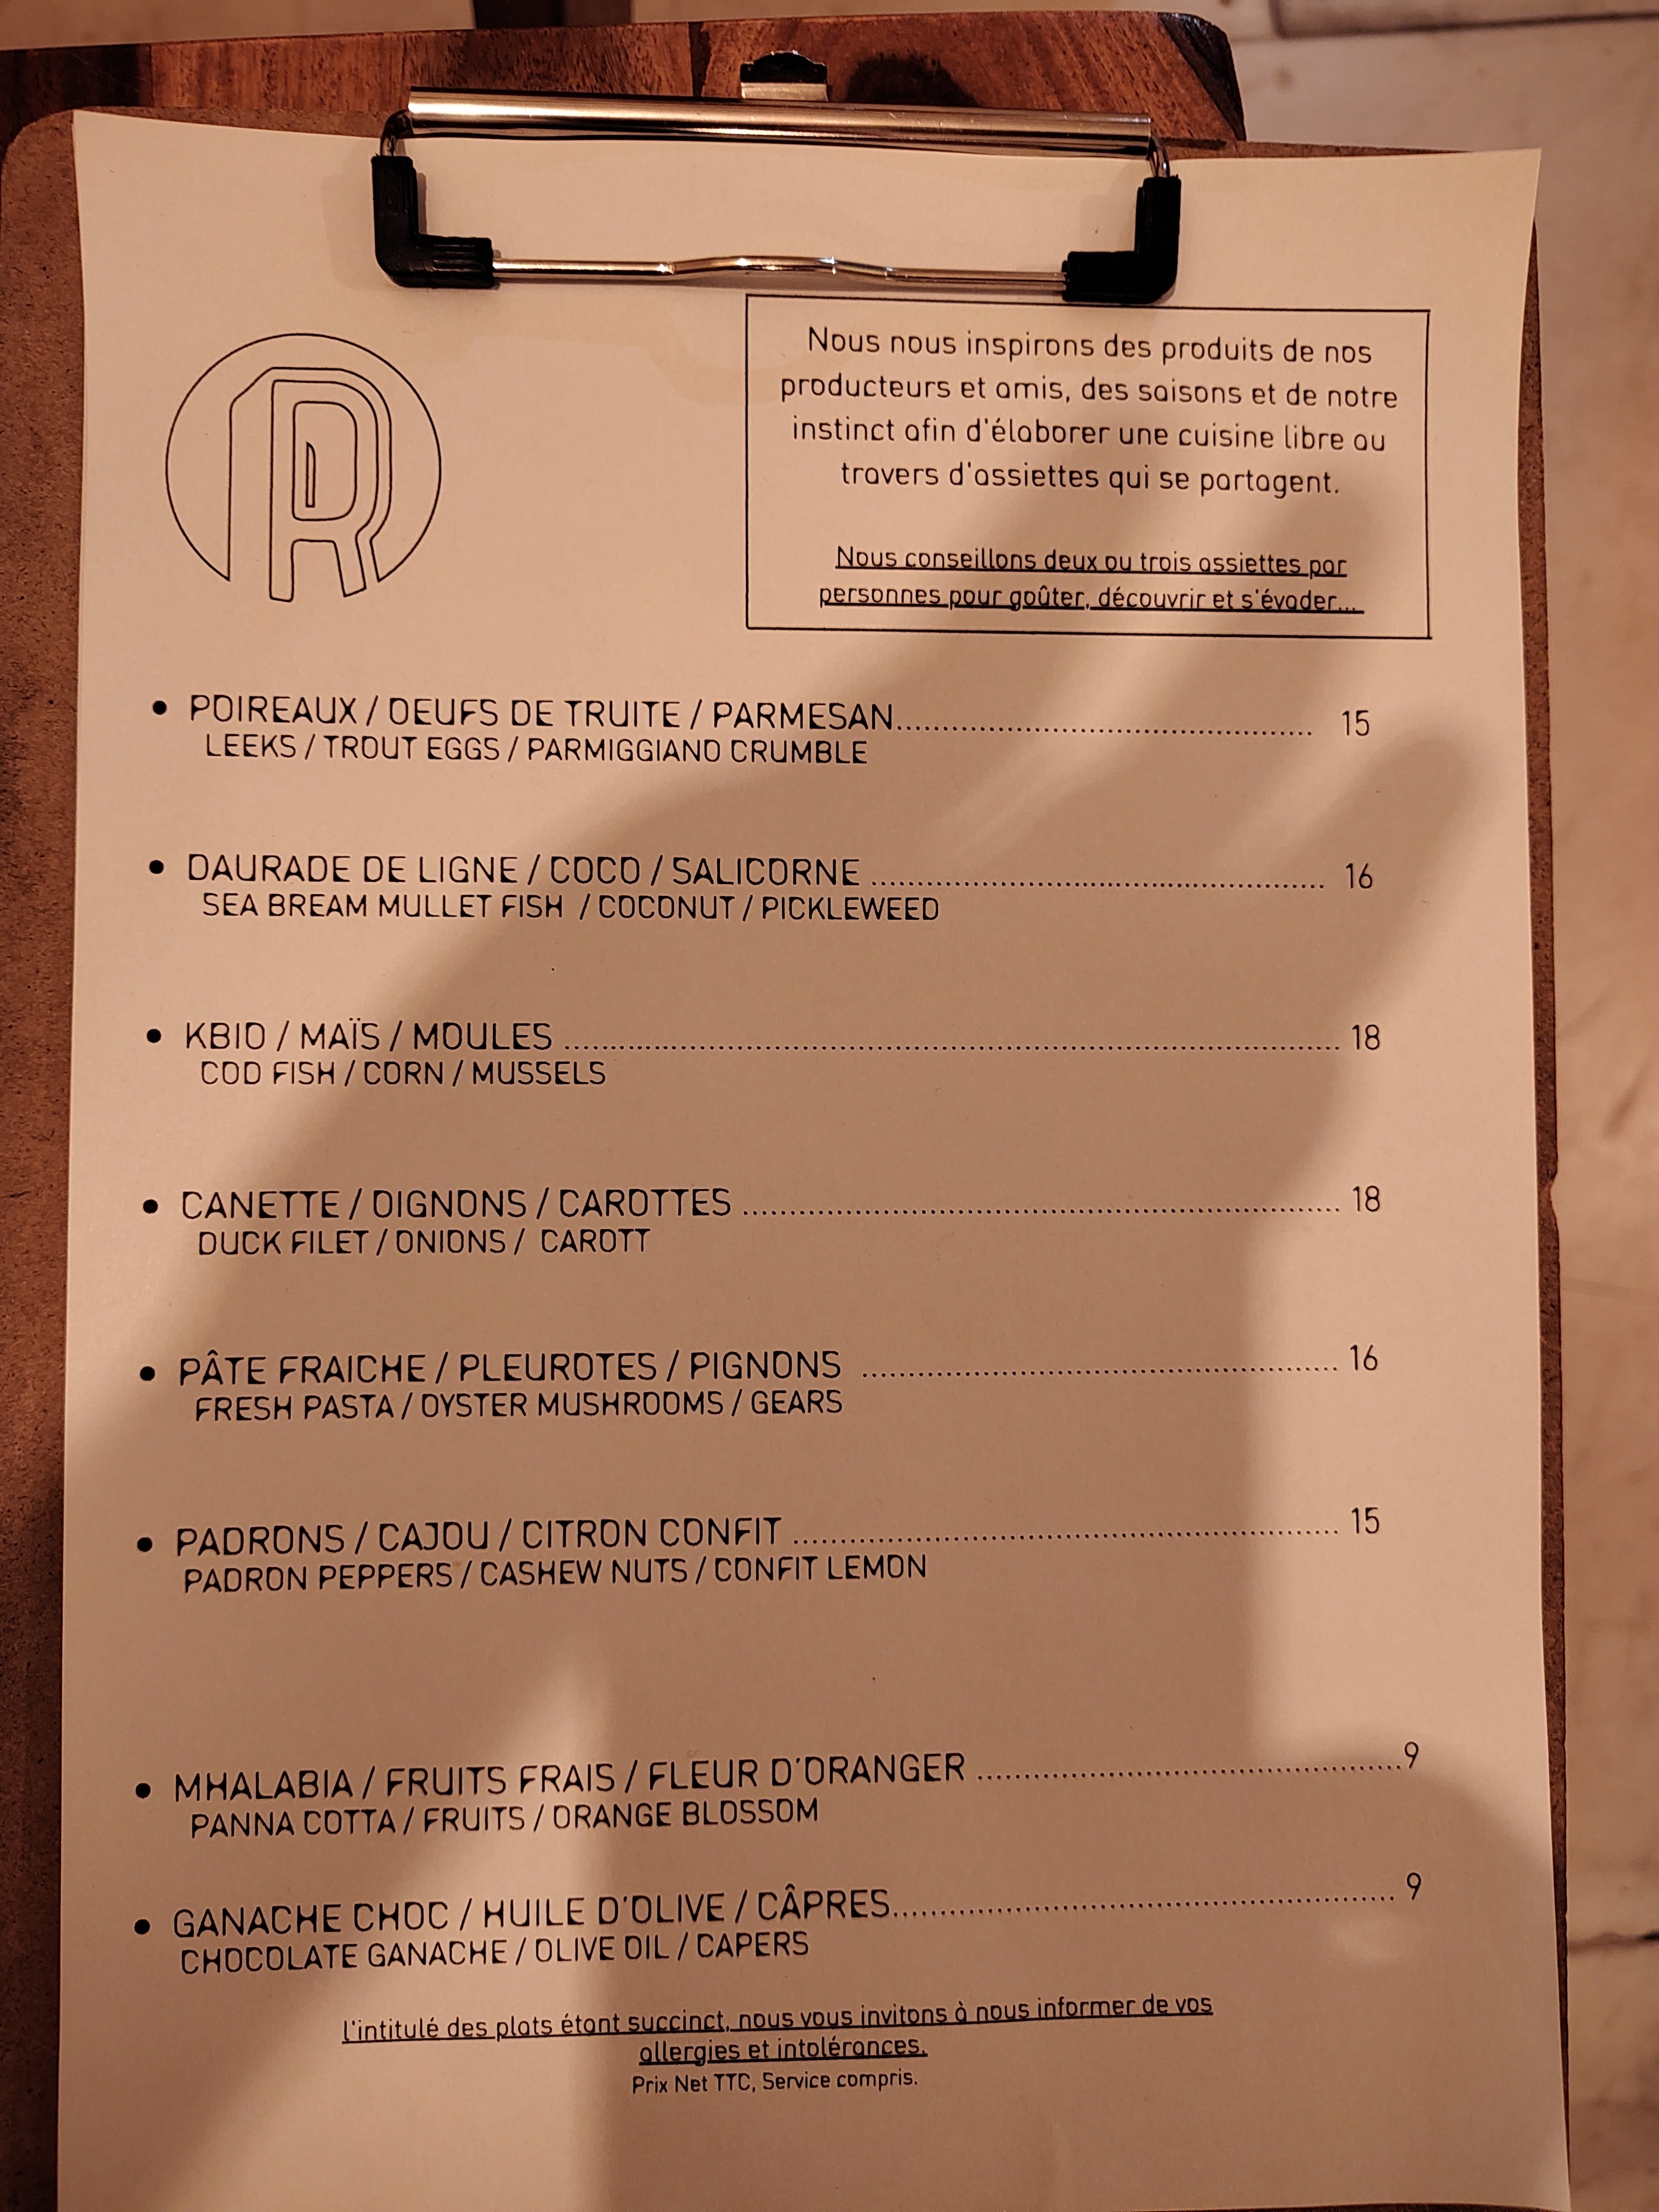 Nous nous inspirons des produits de nos
producteurs et amis, des saisons et de notre
instinct afin d'élaborer une cuisine libre au
travers d'assiettes qui se partagent.
Nous conseillons deux ou trois assiettes par
personnes pour goûter, découvrir et s'évader...
• POIREAUX / OEUFS DE TRUITE / PARMESAN........ 15
LEEKS / TROUT EGGS / PARMIGGIANO CRUMBLE
• DAURADE DE LIGNE / COCO / SALICORNE ........ 16
SEA BREAM MULLET FISH / COCONUT / PICKLEWEED
• KBIO / MAÏS / MOULES ........ 18
COD FISH / CORN / MUSSELS
• CANETTE / OIGNONS / CAROTTES ........ 18
DUCK FILET / ONIONS / CAROTT
• PÂTE FRAICHE / PLEUROTES / PIGNONS ........ 16
FRESH PASTA / OYSTER MUSHROOMS / GEARS
• PADRONS / CAJOU / CITRON CONFIT ........ 15
PADRON PEPPERS / CASHEW NUTS / CONFIT LEMON
• MHALABIA / FRUITS FRAIS / FLEUR D'ORANGER ........ 9
PANNA COTTA / FRUITS / ORANGE BLOSSOM
• GANACHE CHOC / HUILE D'OLIVE / CÂPRES........ 9
CHOCOLATE GANACHE / OLIVE OIL / CAPERS
l'intitulé des plats étant succinct, nous vous invitons à nous informer de vos
allergies et intolérances.
Prix Net TTC, Service compris.